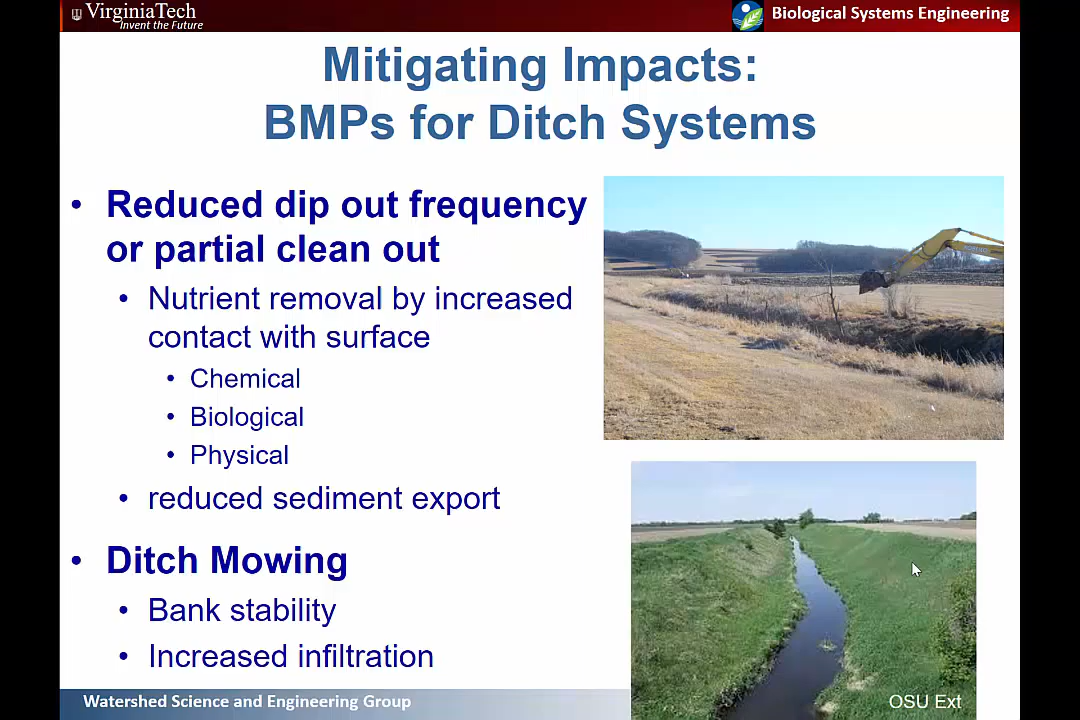 VirginiaTech
Invent the Future
Biological Systems Engineering
Mitigating Impacts:
BMPs for Ditch Systems
• Reduced dip out frequency
or partial clean out
• Nutrient removal by increased
contact with surface
• Chemical
• Biological
• Physical
• reduced sediment export
• Ditch Mowing
• Bank stability
• Increased infiltration
Watershed Science and Engineering Group
OSU Ext